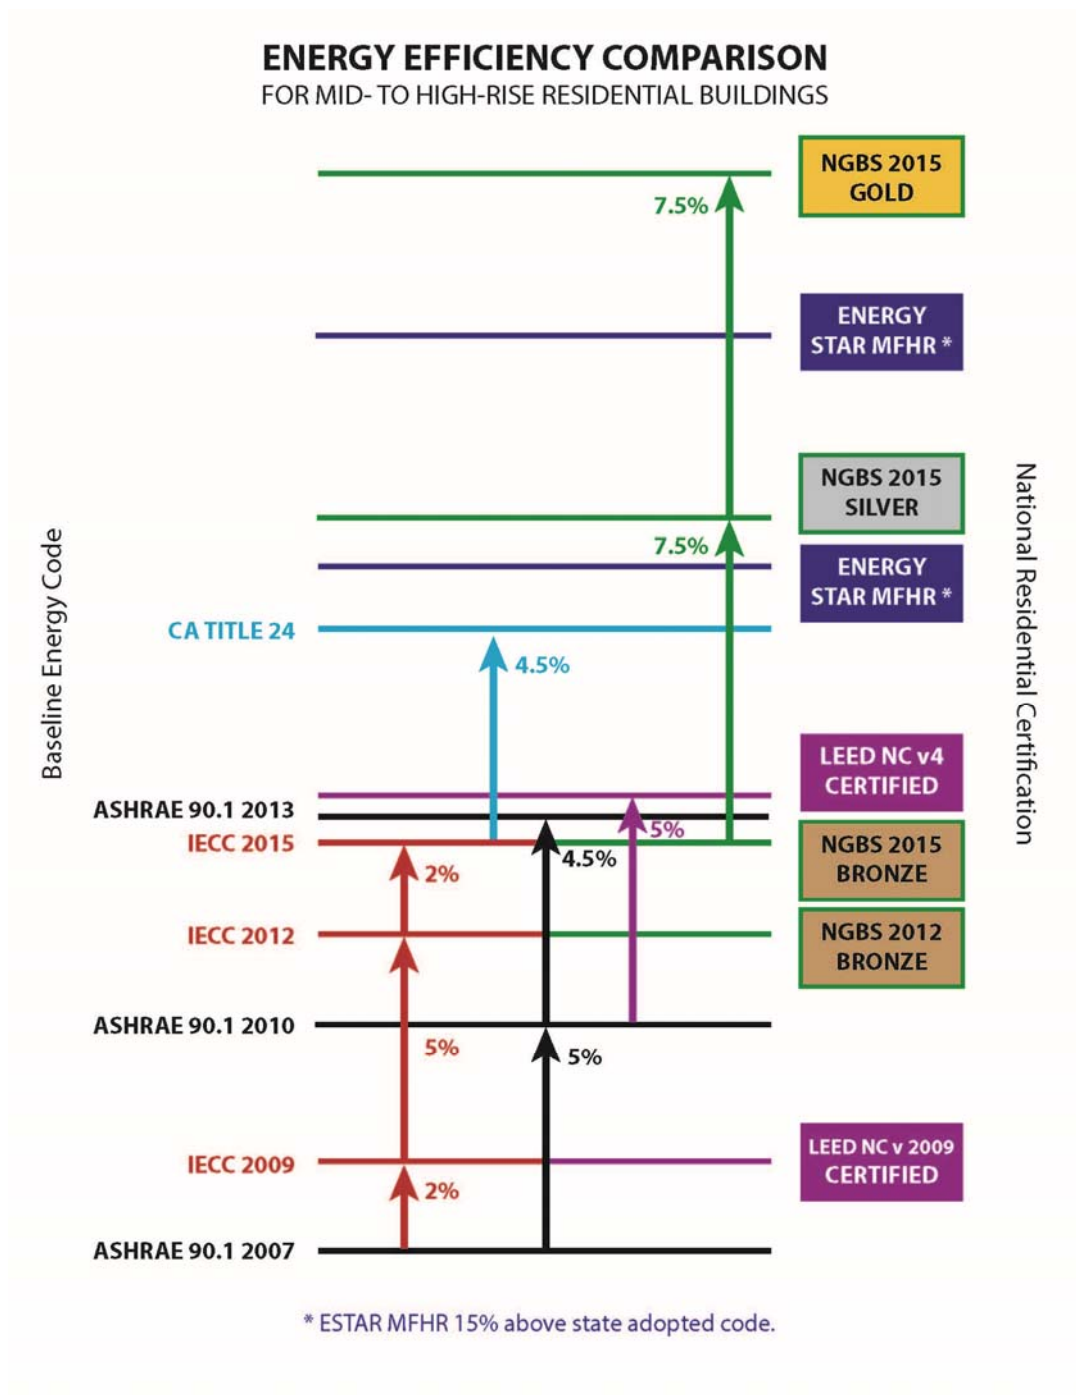 ENERGY EFFICIENCY COMPARISON
FOR MID- TO HIGH-RISE RESIDENTIAL BUILDINGS
NGBS 2015
GOLD
7.5%
ENERGY
STAR MFHR *
NGBS 2015
SILVER
7.5%
ENERGY
STAR MFHR *
CA TITLE 24
4.5%
Baseline Energy Code
National Residential Certification
LEED NC v4
CERTIFIED
ASHRAE 90.1 2013
5%
IECC 2015
4.5%
NGBS 2015
BRONZE
2%
IECC 2012
NGBS 2012
BRONZE
ASHRAE 90.1 2010
5%
5%
IECC 2009
LEED NC v 2009
CERTIFIED
2%
ASHRAE 90.1 2007
* ESTAR MFHR 15% above state adopted code.